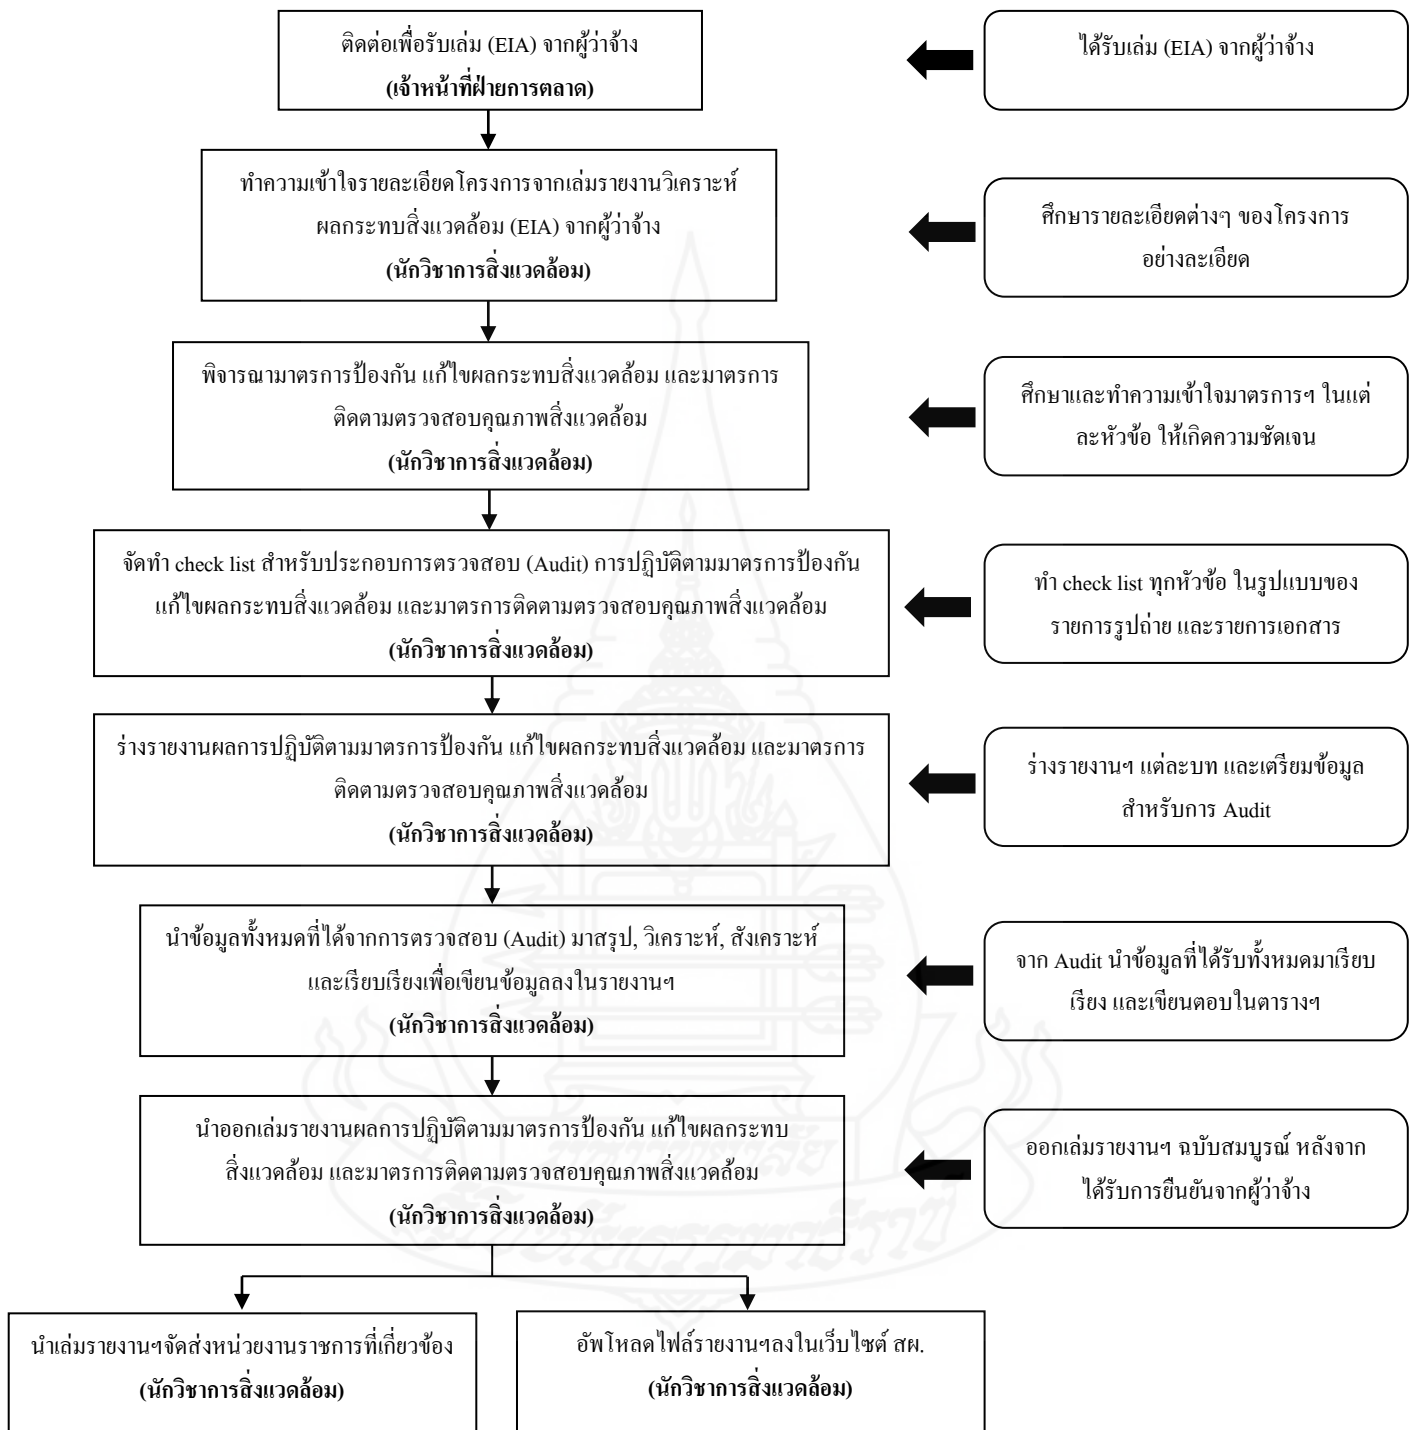 ติดต่อเพื่อรับเล่ม (EIA) จากผู้ว่าจ้าง
(เจ้าหน้าที่ฝ่ายการตลาด)
ได้รับเล่ม (EIA) จากผู้ว่าจ้าง
ทำความเข้าใจรายละเอียดโครงการจากเล่มรายงานวิเคราะห์
ผลกระทบสิ่งแวดล้อม (EIA) จากผู้ว่าจ้าง
(นักวิชาการสิ่งแวดล้อม)
ศึกษารายละเอียดต่างๆ ของโครงการ
อย่างละเอียด
พิจารณามาตรการป้องกัน แก้ไขผลกระทบสิ่งแวดล้อม และมาตรการ
ติดตามตรวจสอบคุณภาพสิ่งแวดล้อม
(นักวิชาการสิ่งแวดล้อม)
ศึกษาและทำความเข้าใจมาตรการฯ ในแต่
ละหัวข้อ ให้เกิดความชัดเจน
จัดทำ check list สำหรับประกอบการตรวจสอบ (Audit) การปฏิบัติตามมาตรการป้องกัน
แก้ไขผลกระทบสิ่งแวดล้อม และมาตรการติดตามตรวจสอบคุณภาพสิ่งแวดล้อม
(นักวิชาการสิ่งแวดล้อม)
ทำ check list ทุกหัวข้อ ในรูปแบบของ
รายการรูปถ่าย และรายการเอกสาร
ร่างรายงานผลการปฏิบัติตามมาตรการป้องกัน แก้ไขผลกระทบสิ่งแวดล้อม และมาตรการ
ติดตามตรวจสอบคุณภาพสิ่งแวดล้อม
(นักวิชาการสิ่งแวดล้อม)
ร่างรายงานฯ แต่ละบท และเตรียมข้อมูล
สำหรับการ Audit
นำข้อมูลทั้งหมดที่ได้จากการตรวจสอบ (Audit) มาสรุป, วิเคราะห์, สังเคราะห์
และเรียบเรียงเพื่อเขียนข้อมูลลงในรายงานฯ
(นักวิชาการสิ่งแวดล้อม)
จาก Audit นำข้อมูลที่ได้รับทั้งหมดมาเรียบ
เรียง และเขียนตอบในตารางฯ
นำออกเล่มรายงานผลการปฏิบัติตามมาตรการป้องกัน แก้ไขผลกระทบ
สิ่งแวดล้อม และมาตรการติดตามตรวจสอบคุณภาพสิ่งแวดล้อม
(นักวิชาการสิ่งแวดล้อม)
ออกเล่มรายงานฯ ฉบับสมบูรณ์ หลังจาก
ได้รับการยืนยันจากผู้ว่าจ้าง
นำเล่มรายงานฯจัดส่งหน่วยงานราชการที่เกี่ยวข้อง
(นักวิชาการสิ่งแวดล้อม)
อัพโหลดไฟล์รายงานฯลงในเว็บไซต์ สผ.
(นักวิชาการสิ่งแวดล้อม)